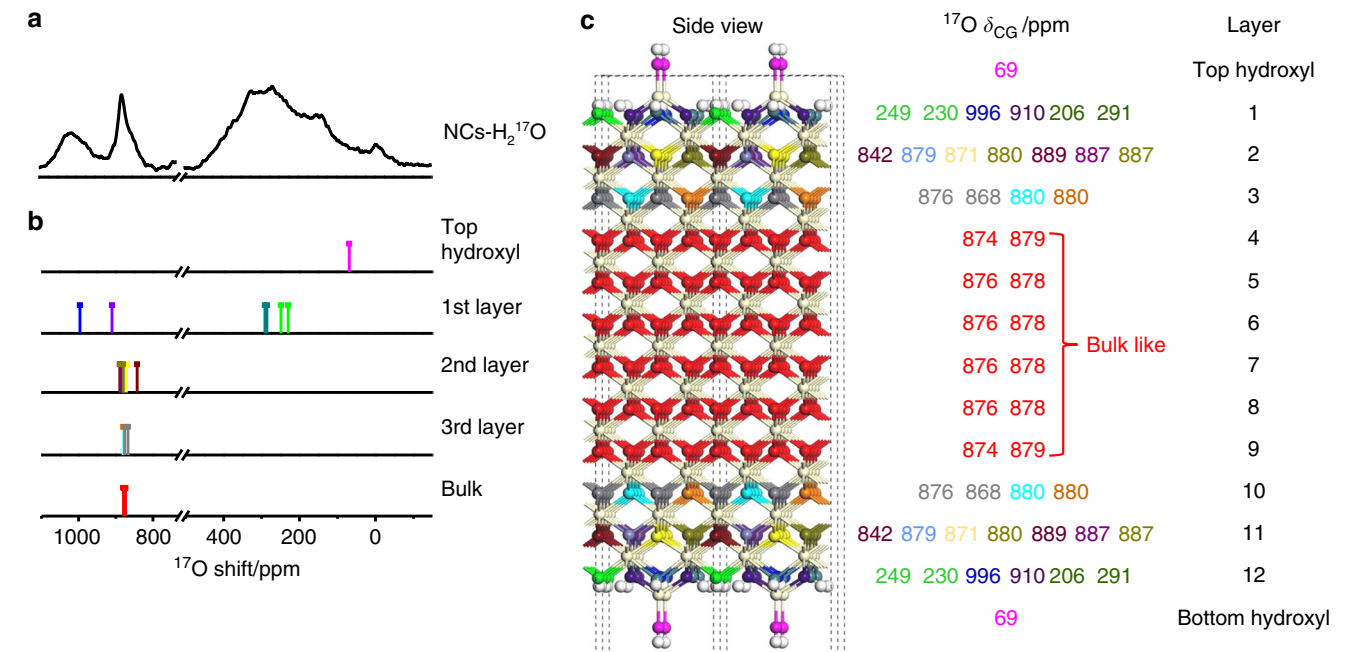 a
NCs-H₂¹⁷O
b
Top
hydroxyl
1st layer
2nd layer
3rd layer
Bulk
1000 800 400 200 0
¹⁷O shift/ppm
c Side view ¹⁷O δCG /ppm Layer
69 Top hydroxyl
249 230 996 910 206 291 1
842 879 871 880 889 887 887 2
876 868 880 880 3
874 879 4
876 878 5
876 878 6
Bulk like
876 878 7
876 878 8
874 879 9
876 868 880 880 10
842 879 871 880 889 887 887 11
249 230 996 910 206 291 12
69 Bottom hydroxyl